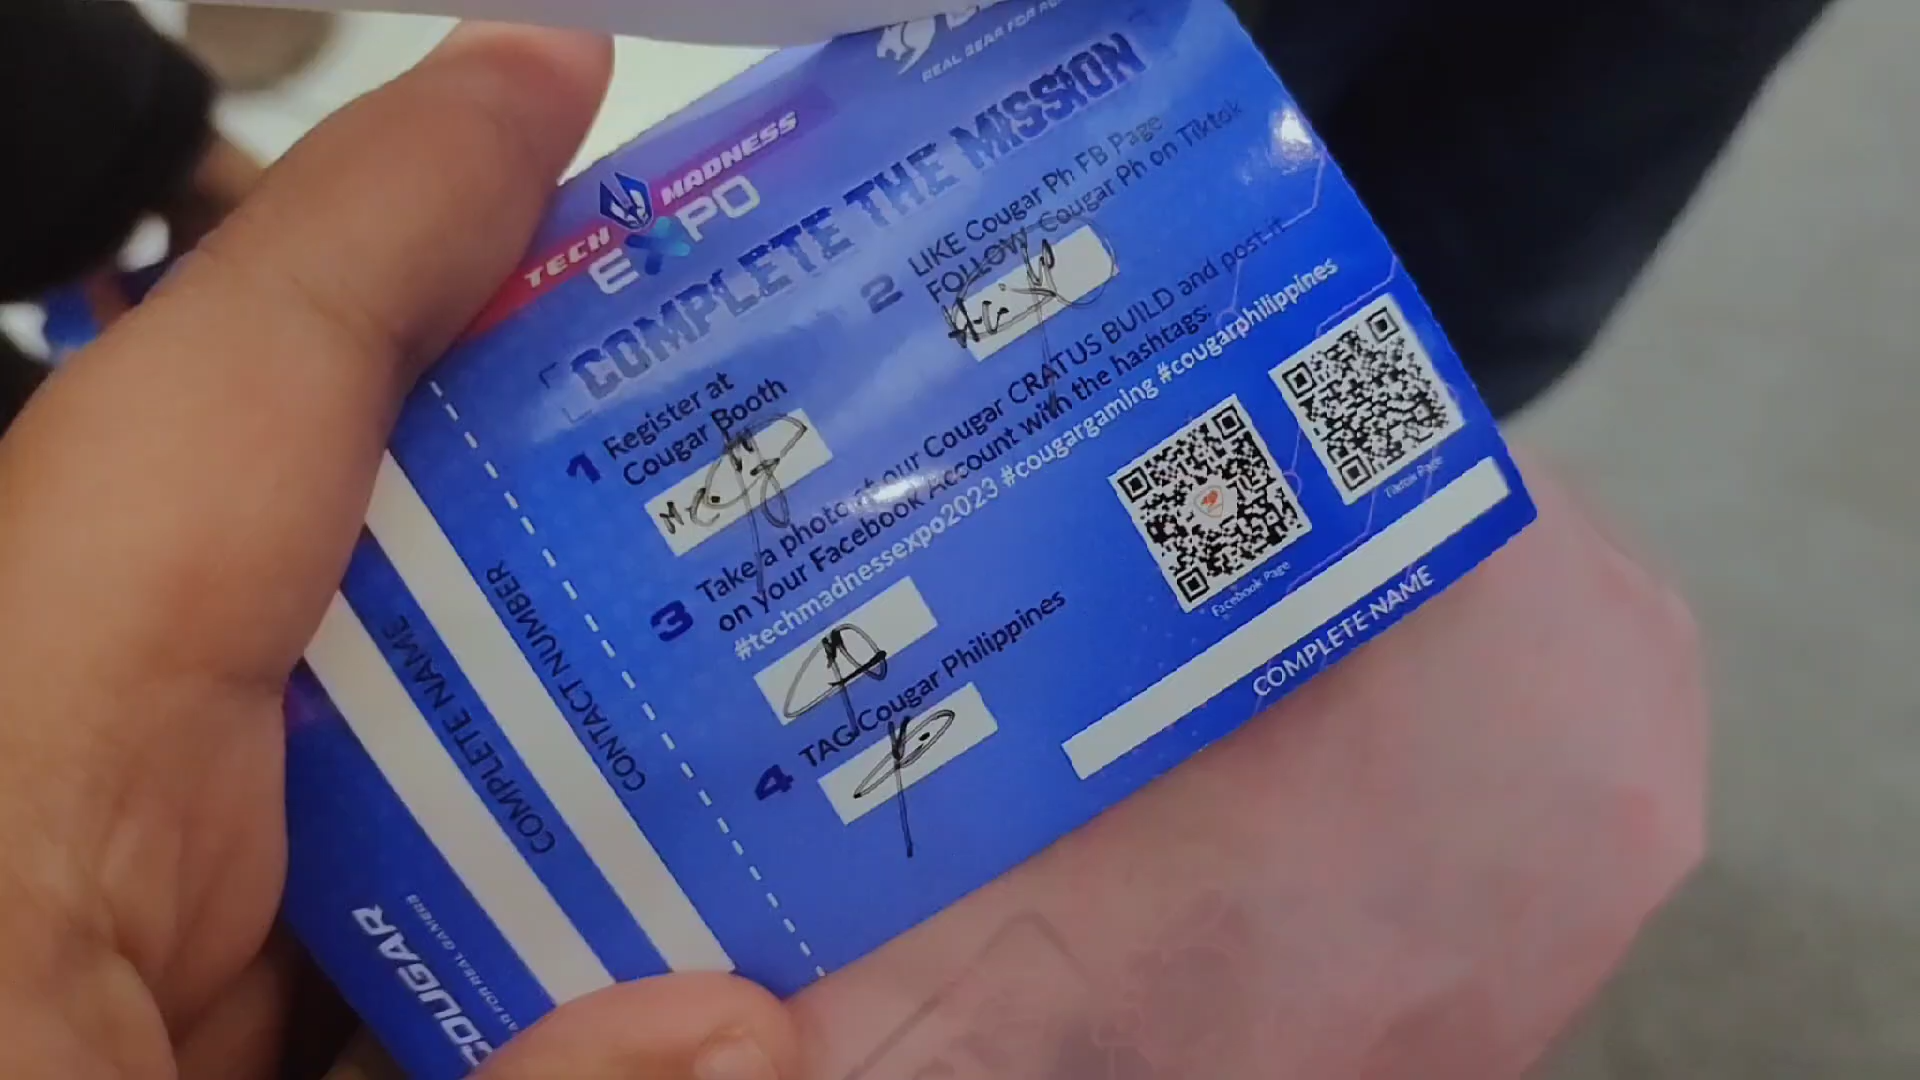 REAL GEAR FOR
TECH MADNESS
EXPO
COMPLETE THE MISSION
1 Register at
Cougar Booth
2 LIKE Cougar Ph FB Page
FOLLOW Cougar Ph on Tiktok
3 Take a photo of our Cougar CRATUS BUILD and post it
on your Facebook Account with the hashtags:
#techmadnessexpo2023 #cougargaming #cougarphilippines
4 TAG Cougar Philippines
Facebook Page
Tiktok Page
COMPLETE NAME
CONTACT NUMBER
COMPLETE NAME
COUGAR
FOR REAL GAMERS